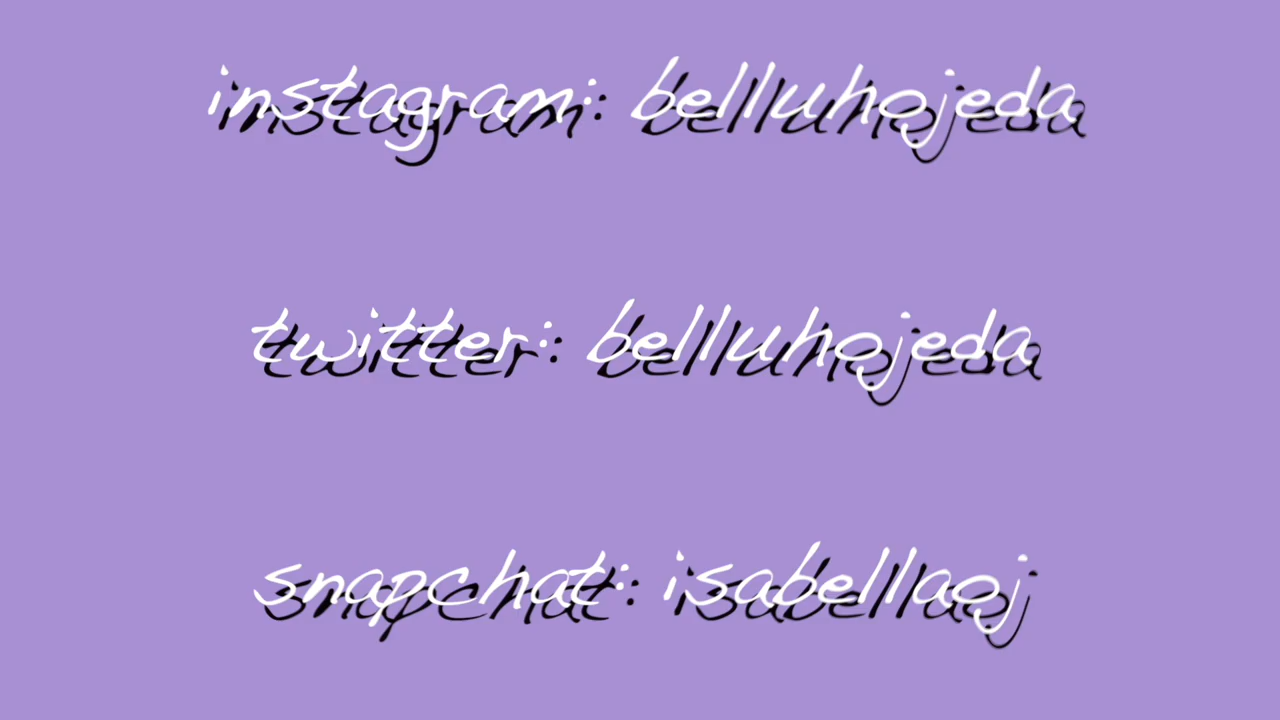 instagram: belluhojeda
twitter: belluhojeda
snapchat: isabellaoj